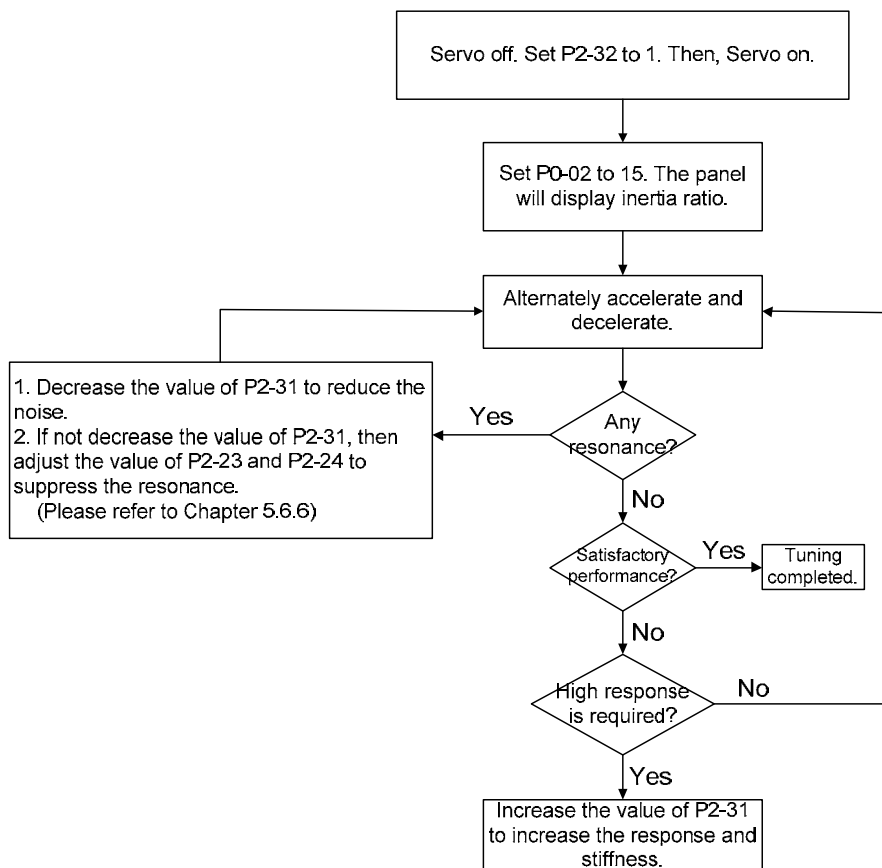 Servo off. Set P2-32 to 1. Then, Servo on.
Set P0-02 to 15. The panel
will display inertia ratio.
Alternately accelerate and
decelerate.
1. Decrease the value of P2-31 to reduce the
noise.
2. If not decrease the value of P2-31, then
adjust the value of P2-23 and P2-24 to
suppress the resonance.
(Please refer to Chapter 5.6.6)
Yes
Any
resonance?
No
Satisfactory
performance?
Yes
Tuning
completed.
No
High response
is required?
No
Yes
Increase the value of P2-31
to increase the response and
stiffness.